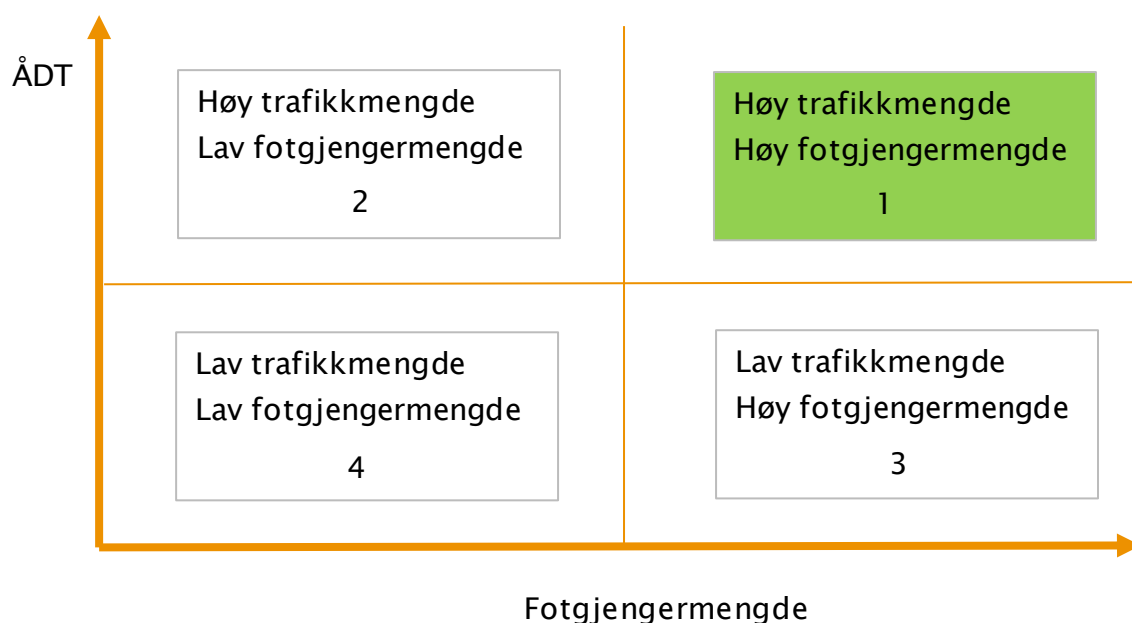 ÅDT
Høy trafikkmengde
Lav fotgjengermengde
2
Høy trafikkmengde
Høy fotgjengermengde
1
Lav trafikkmengde
Lav fotgjengermengde
4
Lav trafikkmengde
Høy fotgjengermengde
3
Fotgjengermengde